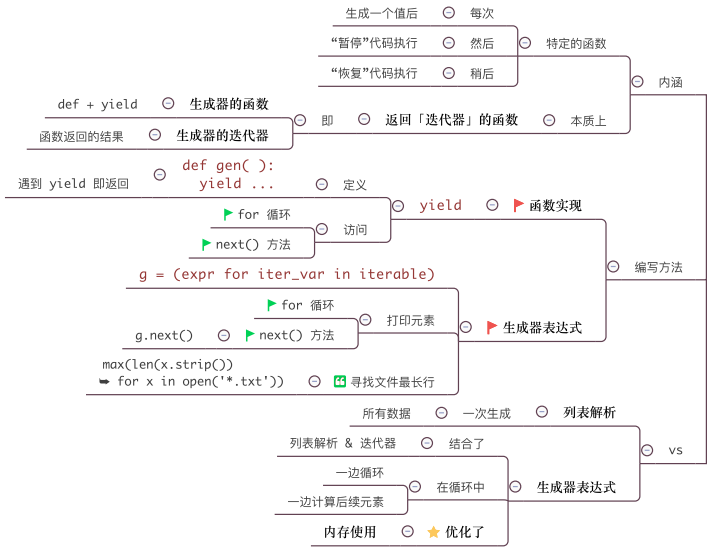 生成一个值后 每次
“暂停”代码执行 然后 特定的函数
“恢复”代码执行 稍后
内涵
def + yield 生成器的函数
即 返回「迭代器」的函数 本质上
函数返回的结果 生成器的迭代器
def gen( ):
遇到 yield 即返回 yield ... 定义
yield 函数实现
for 循环
访问
next() 方法
编写方法
g = (expr for iter_var in iterable)
for 循环
打印元素 生成器表达式
g.next() next() 方法
max(len(x.strip())
➥ for x in open('*.txt')) 寻找文件最长行
所有数据 一次生成 列表解析
vs
列表解析 & 迭代器 结合了
一边循环
在循环中 生成器表达式
一边计算后续元素
内存使用 优化了